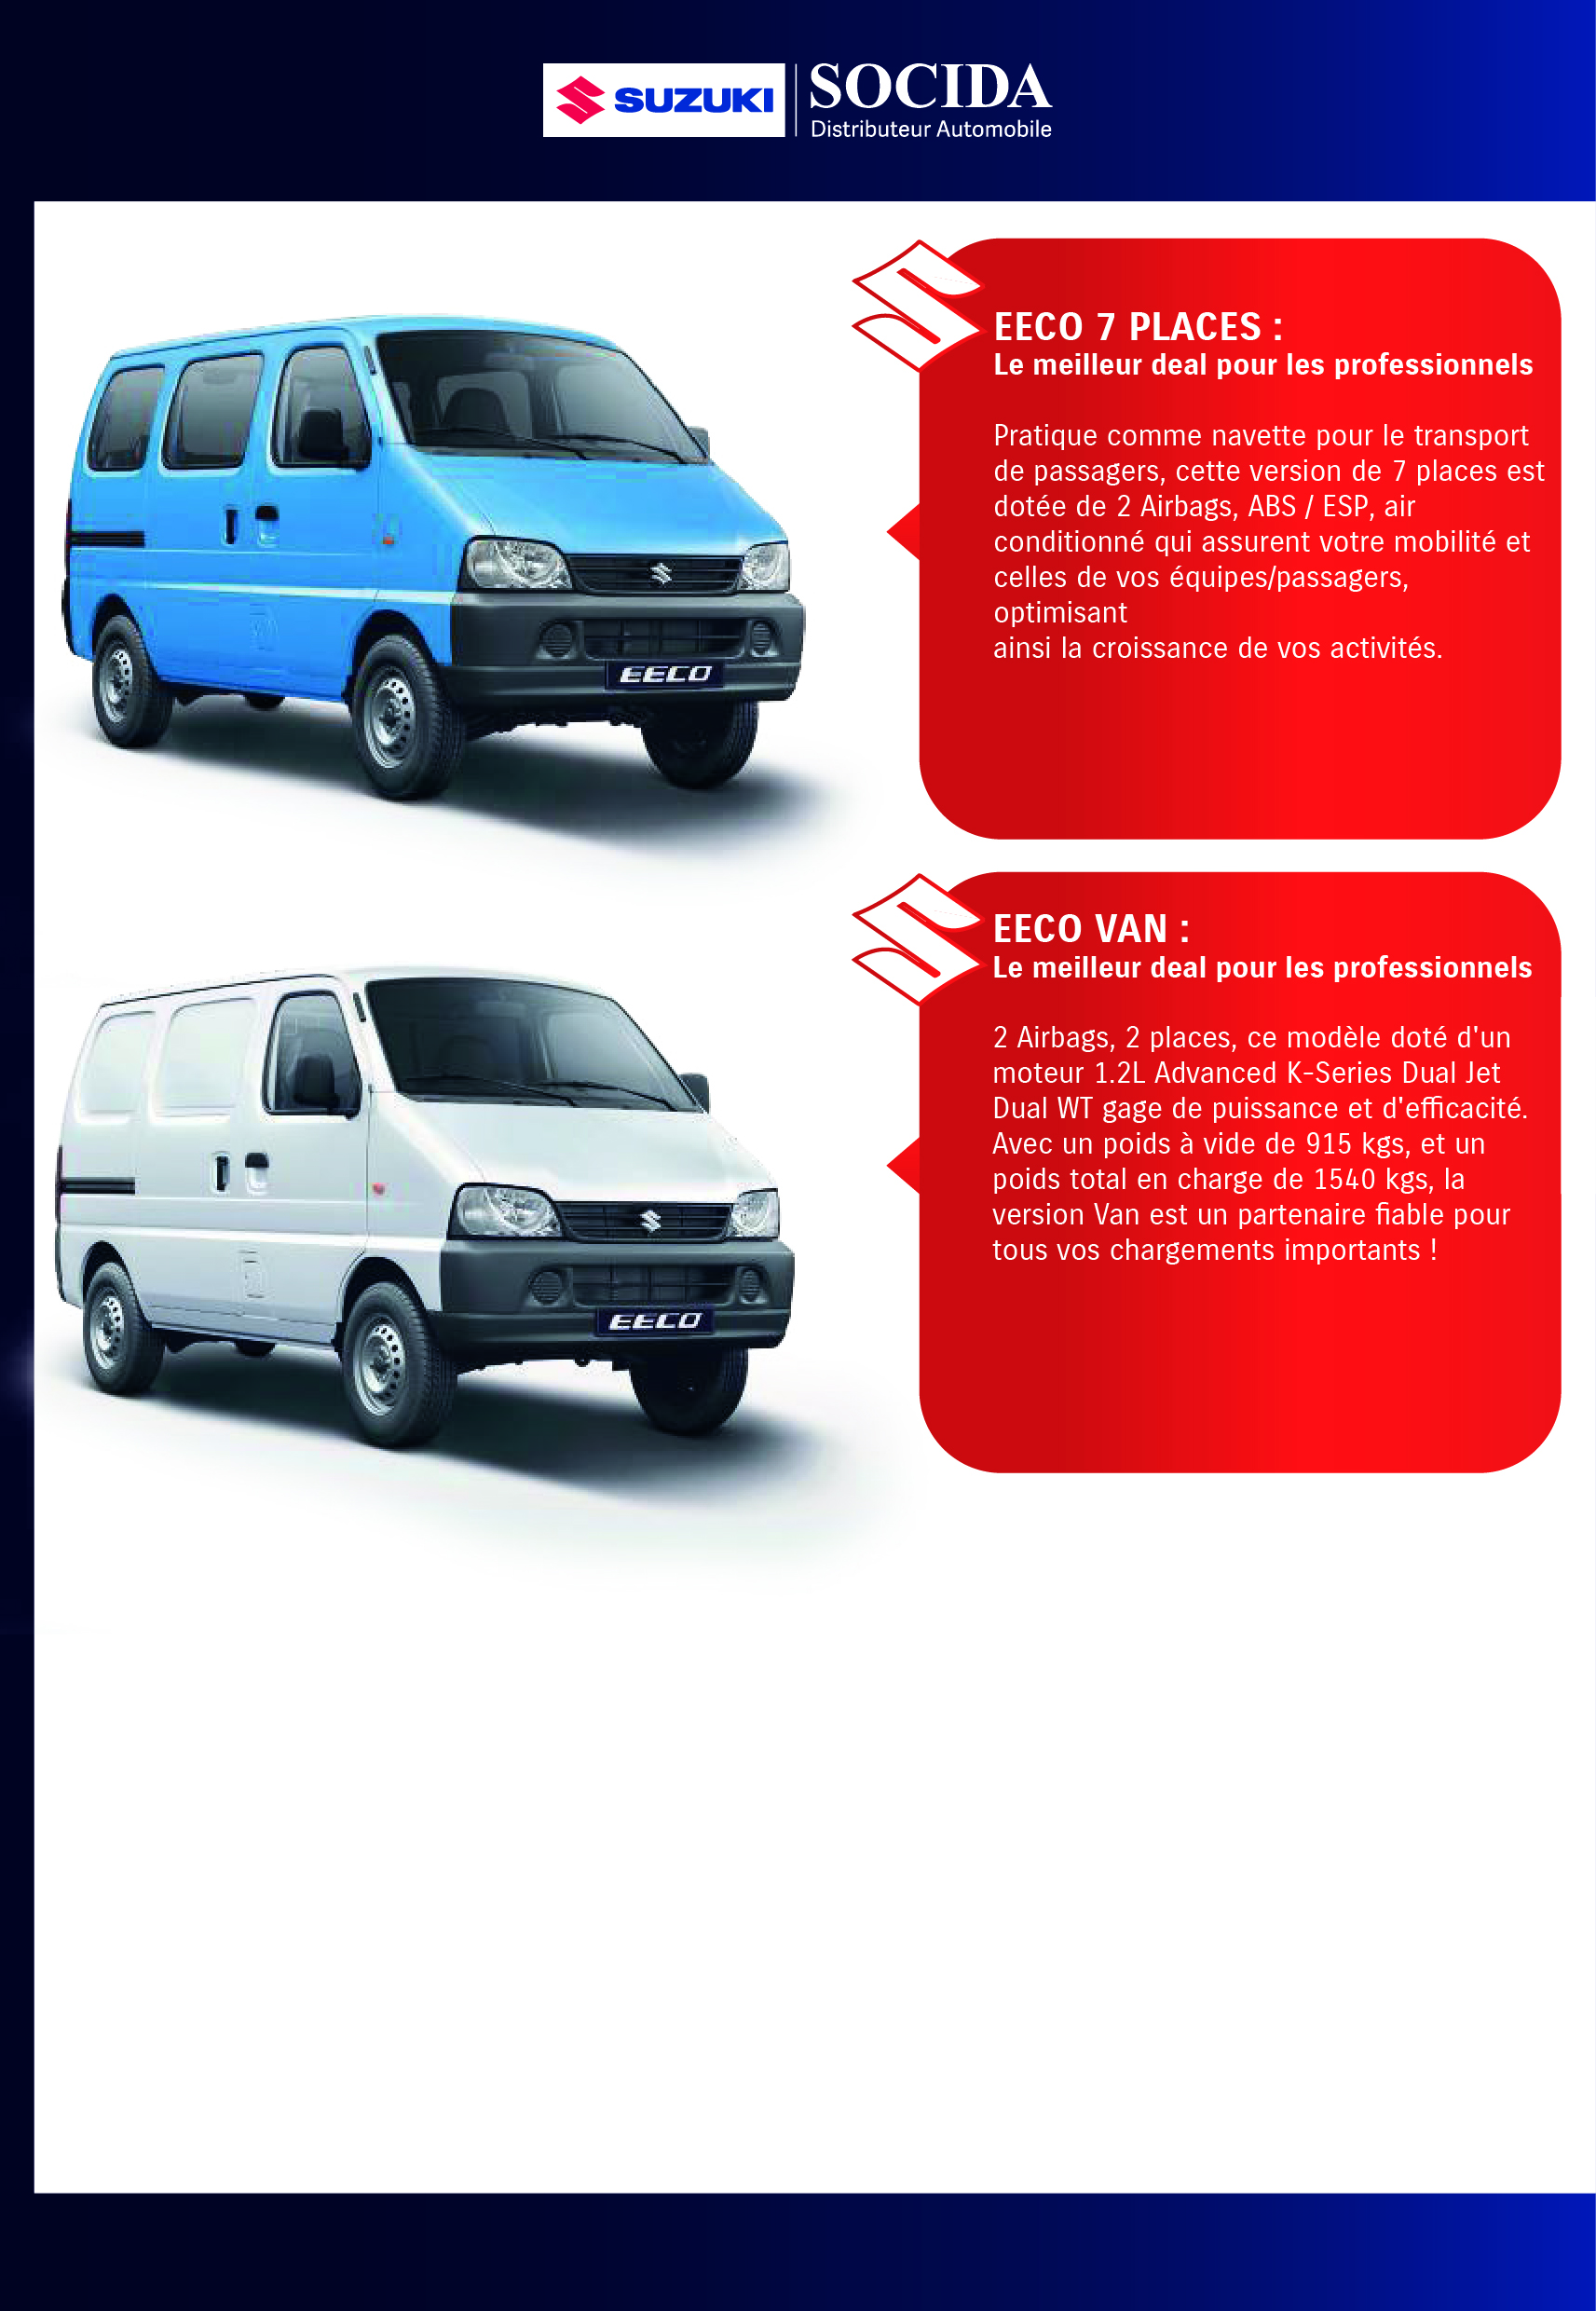 SUZUKI
SOCIDA
Distributeur Automobile
EECO 7 PLACES :
Le meilleur deal pour les professionnels
Pratique comme navette pour le transport
de passagers, cette version de 7 places est
dotée de 2 Airbags, ABS / ESP, air
conditionné qui assurent votre mobilité et
celles de vos équipes/passagers,
optimisant
ainsi la croissance de vos activités.
EECO
EECO VAN :
Le meilleur deal pour les professionnels
2 Airbags, 2 places, ce modèle doté d'un
moteur 1.2L Advanced K-Series Dual Jet
Dual WT gage de puissance et d'efficacité.
Avec un poids à vide de 915 kgs, et un
poids total en charge de 1540 kgs, la
version Van est un partenaire fiable pour
tous vos chargements importants !
EECO